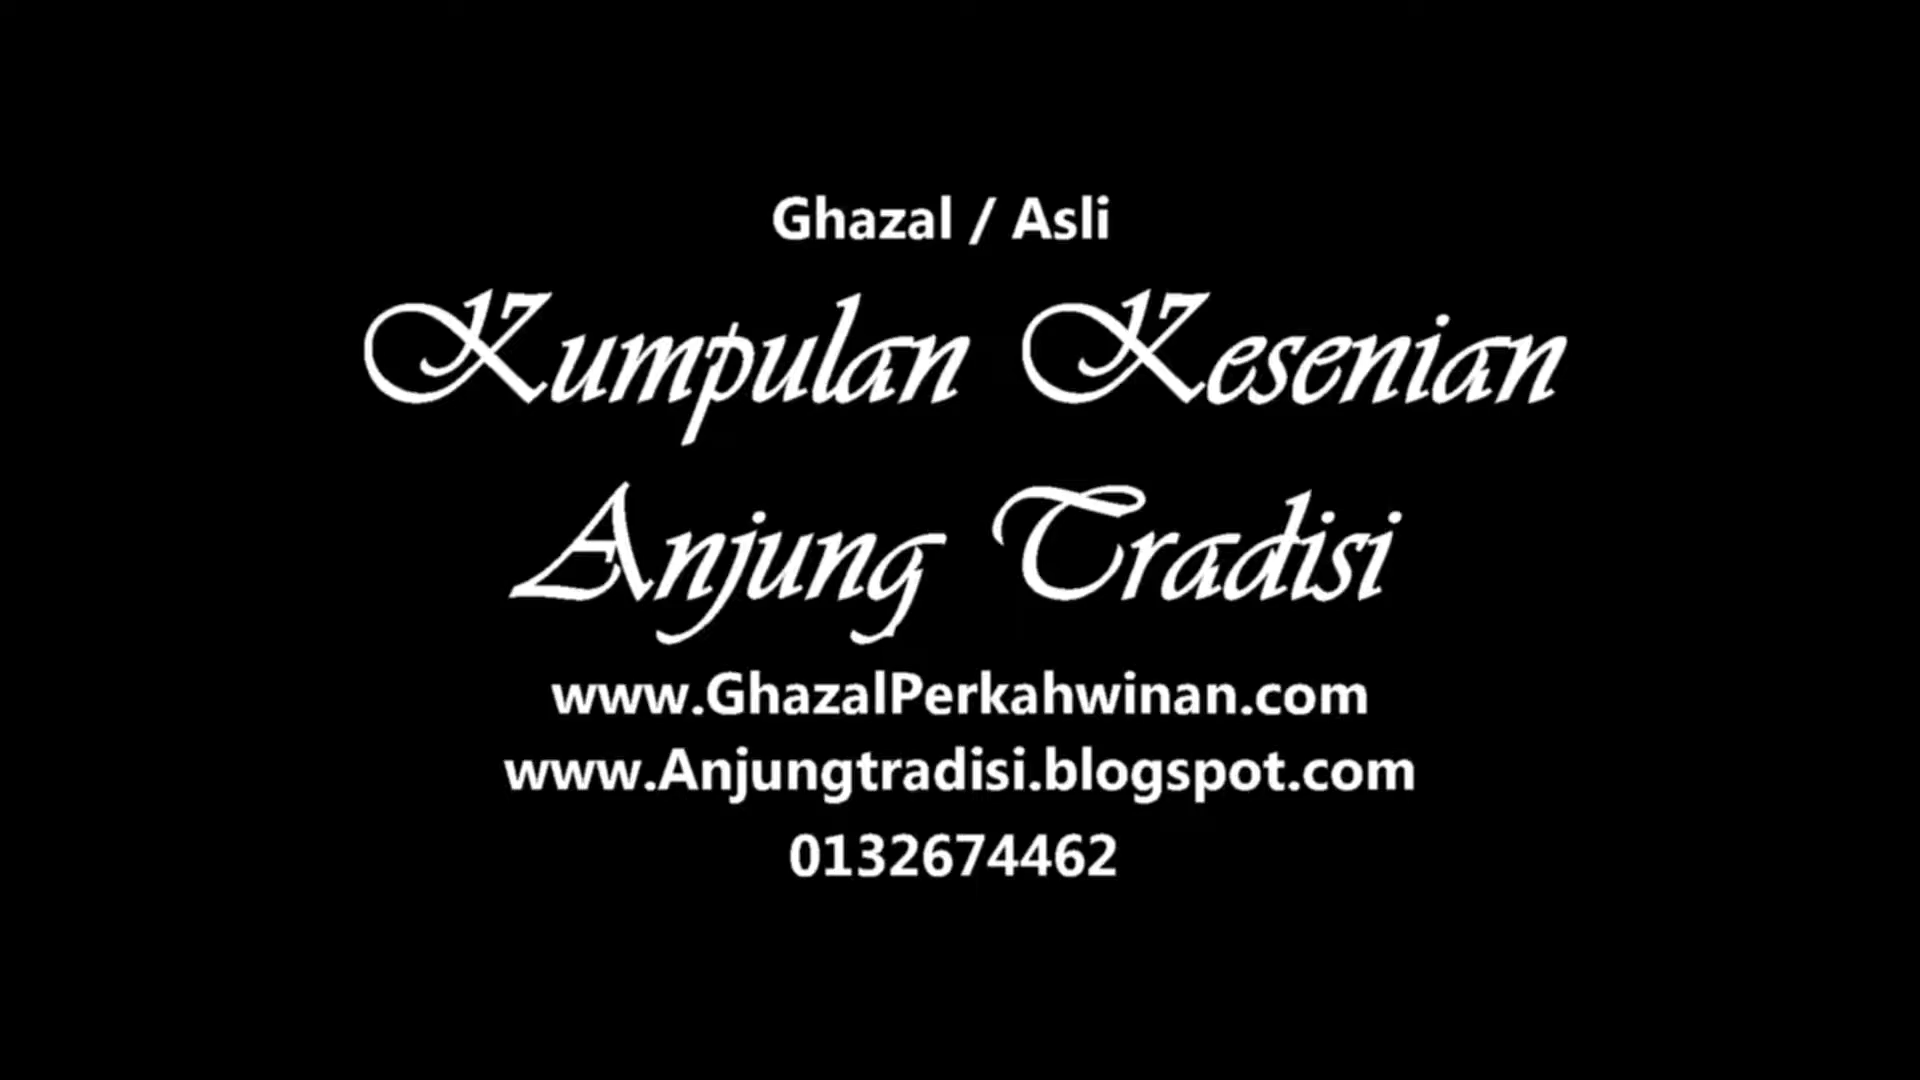 Ghazal / Asli
Kumpulan Kesenian
Anjung Tradisi
www.GhazalPerkahwinan.com
www.Anjungtradisi.blogspot.com
0132674462